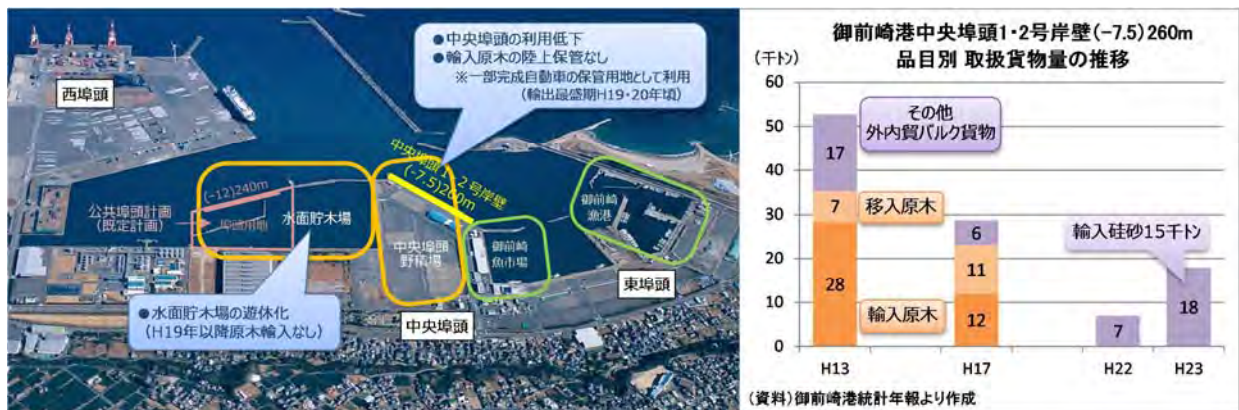 ●中央埠頭の利用低下
●輸入原木の陸上保管なし
※一部完成自動車の保管用地として利用
(輸出最盛期H19・20年頃)
西埠頭
(-12)240m
公共埠頭計画
(既定計画)
埠頭用地
水面貯木場
中央埠頭1・2号岸壁
(-7.5)260m
中央埠頭
野積場
御前崎
魚市場
御前崎
漁港
東埠頭
中央埠頭
●水面貯木場の遊休化
(H19年以降原木輸入なし)
御前崎港中央埠頭1・2号岸壁(-7.5)260m
品目別 取扱貨物量の推移
(千トン)
60
50
40
30
20
10
0
その他
外内貿バルク貨物
移入原木
輸入原木
輸入硅砂15千トン
17
7
28
6
11
12
7
18
H13
H17
H22
H23
(資料)御前崎港統計年報より作成